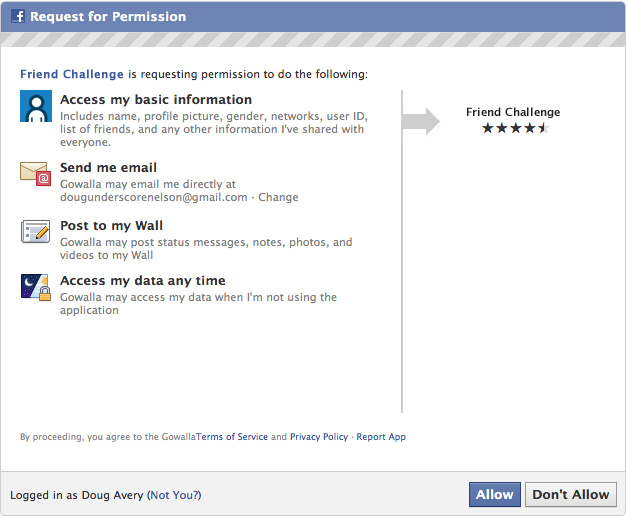 Request for Permission
Friend Challenge is requesting permission to do the following:
Access my basic information
Includes name, profile picture, gender, networks, user ID,
list of friends, and any other information I've shared with
everyone.
Send me email
Gowalla may email me directly at
dougunderscorenelson@gmail.com · Change
Post to my Wall
Gowalla may post status messages, notes, photos, and
videos to my Wall
Access my data any time
Gowalla may access my data when I'm not using the
application
Friend Challenge
By proceeding, you agree to the GowallaTerms of Service and Privacy Policy · Report App
Logged in as Doug Avery (Not You?)
Allow
Don't Allow